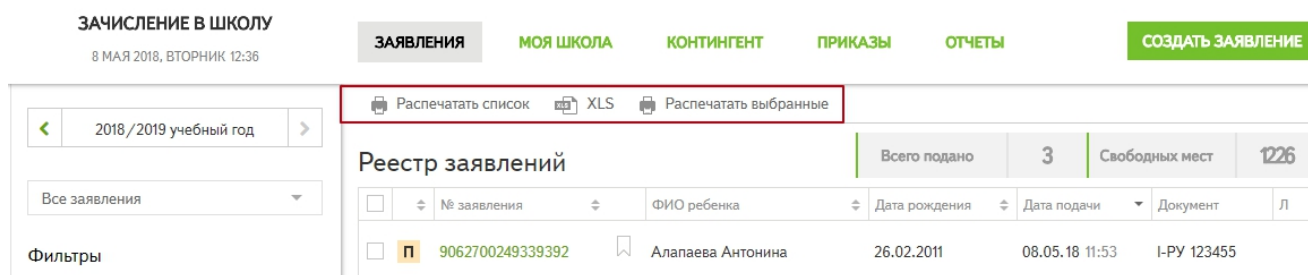 ЗАЧИСЛЕНИЕ В ШКОЛУ
8 МАЯ 2018, ВТОРНИК 12:36
ЗАЯВЛЕНИЯ МОЯ ШКОЛА КОНТИНГЕНТ ПРИКАЗЫ ОТЧЕТЫ СОЗДАТЬ ЗАЯВЛЕНИЕ
Распечатать список XLS Распечатать выбранные
2018/2019 учебный год
Реестр заявлений
Всего подано 3 Свободных мест 1226
Все заявления
№ заявления ФИО ребенка Дата рождения Дата подачи Документ Л
Фильтры
П 9062700249339392 Алапаева Антонина 26.02.2011 08.05.18 11:53 I-РУ 123455